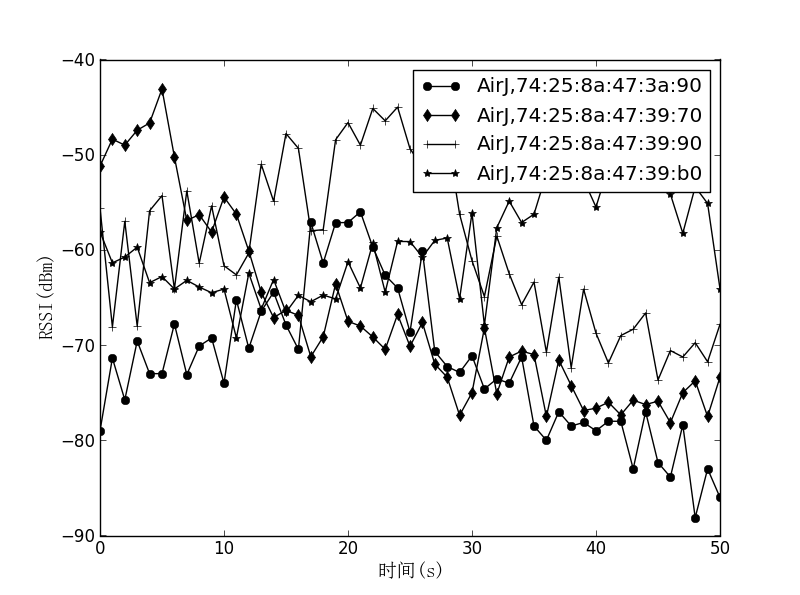 −40
−50
−60
−70
−80
−90
0 10 20 30 40 50
RSSI(dBm)
时间(s)
AirJ,74:25:8a:47:3a:90
AirJ,74:25:8a:47:39:70
AirJ,74:25:8a:47:39:90
AirJ,74:25:8a:47:39:b0